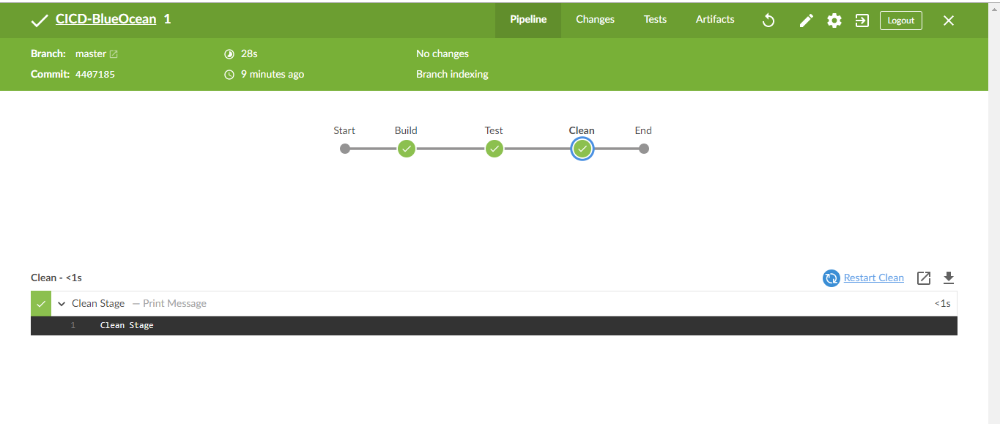 CICD-BlueOcean 1 Pipeline Changes Tests Artifacts Logout
Branch: master 28s No changes
Commit: 4407185 9 minutes ago Branch indexing
Start Build Test Clean End
Clean - <1s Restart Clean
Clean Stage — Print Message <1s
1 Clean Stage